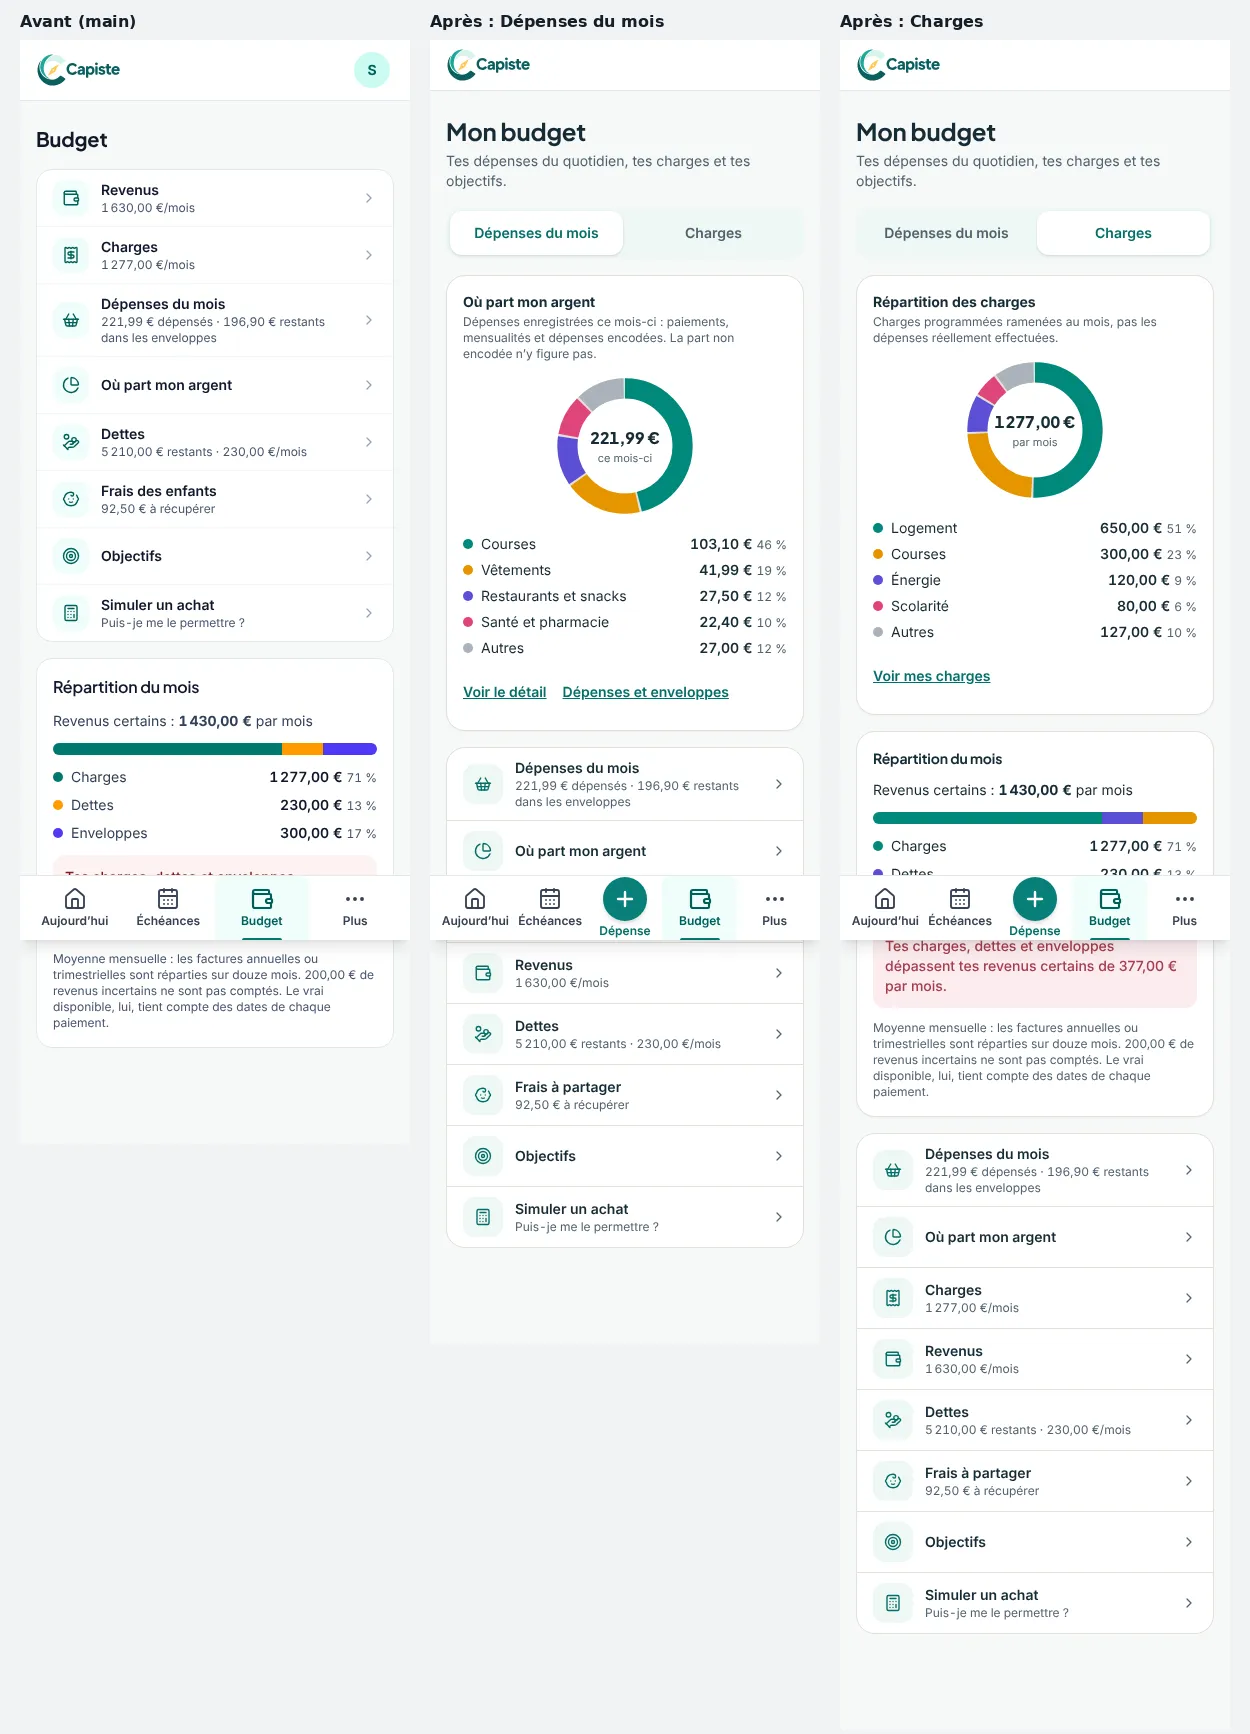 Avant (main)
Capiste
S
Budget
Revenus
1 630,00 €/mois
Charges
1 277,00 €/mois
Dépenses du mois
221,99 € dépensés · 196,90 € restants
dans les enveloppes
Où part mon argent
Dettes
5 210,00 € restants · 230,00 €/mois
Frais des enfants
92,50 € à récupérer
Objectifs
Simuler un achat
Puis-je me le permettre ?
Répartition du mois
Revenus certains : 1 430,00 € par mois
Charges 1 277,00 € 71 %
Dettes 230,00 € 13 %
Enveloppes 300,00 € 17 %
Tes charges, dettes et enveloppes
Aujourd’hui Échéances Budget Plus
Moyenne mensuelle : les factures annuelles ou
trimestrielles sont réparties sur douze mois. 200,00 € de
revenus incertains ne sont pas comptés. Le vrai
disponible, lui, tient compte des dates de chaque
paiement.
Après : Dépenses du mois
Capiste
Mon budget
Tes dépenses du quotidien, tes charges et tes
objectifs.
Dépenses du mois Charges
Où part mon argent
Dépenses enregistrées ce mois-ci : paiements,
mensualités et dépenses encodées. La part non
encodée n’y figure pas.
221,99 €
ce mois-ci
Courses 103,10 € 46 %
Vêtements 41,99 € 19 %
Restaurants et snacks 27,50 € 12 %
Santé et pharmacie 22,40 € 10 %
Autres 27,00 € 12 %
Voir le détail Dépenses et enveloppes
Dépenses du mois
221,99 € dépensés · 196,90 € restants
dans les enveloppes
Où part mon argent
Aujourd’hui Échéances Dépense Budget Plus
Revenus
1 630,00 €/mois
Dettes
5 210,00 € restants · 230,00 €/mois
Frais à partager
92,50 € à récupérer
Objectifs
Simuler un achat
Puis-je me le permettre ?
Après : Charges
Capiste
Mon budget
Tes dépenses du quotidien, tes charges et tes
objectifs.
Dépenses du mois Charges
Répartition des charges
Charges programmées ramenées au mois, pas les
dépenses réellement effectuées.
1 277,00 €
par mois
Logement 650,00 € 51 %
Courses 300,00 € 23 %
Énergie 120,00 € 9 %
Scolarité 80,00 € 6 %
Autres 127,00 € 10 %
Voir mes charges
Répartition du mois
Revenus certains : 1 430,00 € par mois
Charges 1 277,00 € 71 %
Dettes 230,00 € 13 %
Aujourd’hui Échéances Dépense Budget Plus
Tes charges, dettes et enveloppes
dépassent tes revenus certains de 377,00 €
par mois.
Moyenne mensuelle : les factures annuelles ou
trimestrielles sont réparties sur douze mois. 200,00 € de
revenus incertains ne sont pas comptés. Le vrai
disponible, lui, tient compte des dates de chaque
paiement.
Dépenses du mois
221,99 € dépensés · 196,90 € restants
dans les enveloppes
Où part mon argent
Charges
1 277,00 €/mois
Revenus
1 630,00 €/mois
Dettes
5 210,00 € restants · 230,00 €/mois
Frais à partager
92,50 € à récupérer
Objectifs
Simuler un achat
Puis-je me le permettre ?